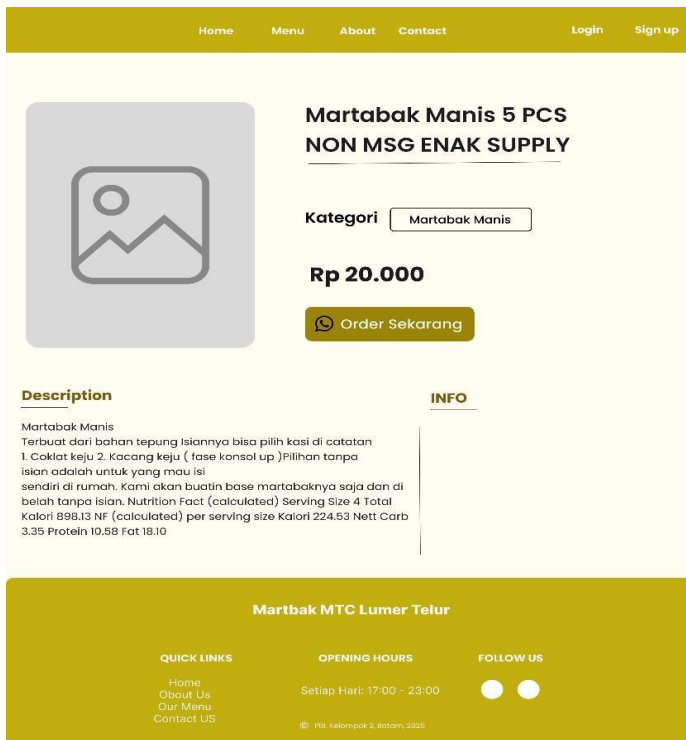 Home Menu About Contact Login Sign up
Martabak Manis 5 PCS
NON MSG ENAK SUPPLY
Kategori Martabak Manis
Rp 20.000
Order Sekarang
Description
Martabak Manis
Terbuat dari bahan tepung Isiannya bisa pilih kasi di catatan
1. Coklat keju 2. Kacang keju ( fase konsol up )Pilihan tanpa
isian adalah untuk yang mau isi
sendiri di rumah. Kami akan buatin base martabaknya saja dan di
belah tanpa isian. Nutrition Fact (calculated) Serving Size 4 Total
Kalori 898.13 NF (calculated) per serving size Kalori 224.53 Nett Carb
3.35 Protein 10.58 Fat 18.10
INFO
Martbak MTC Lumer Telur
QUICK LINKS
Home
Obout Us
Our Menu
Contact US
OPENING HOURS
Setiap Hari: 17:00 - 23:00
FOLLOW US
© PBL Kelompok 2, Batam, 2025